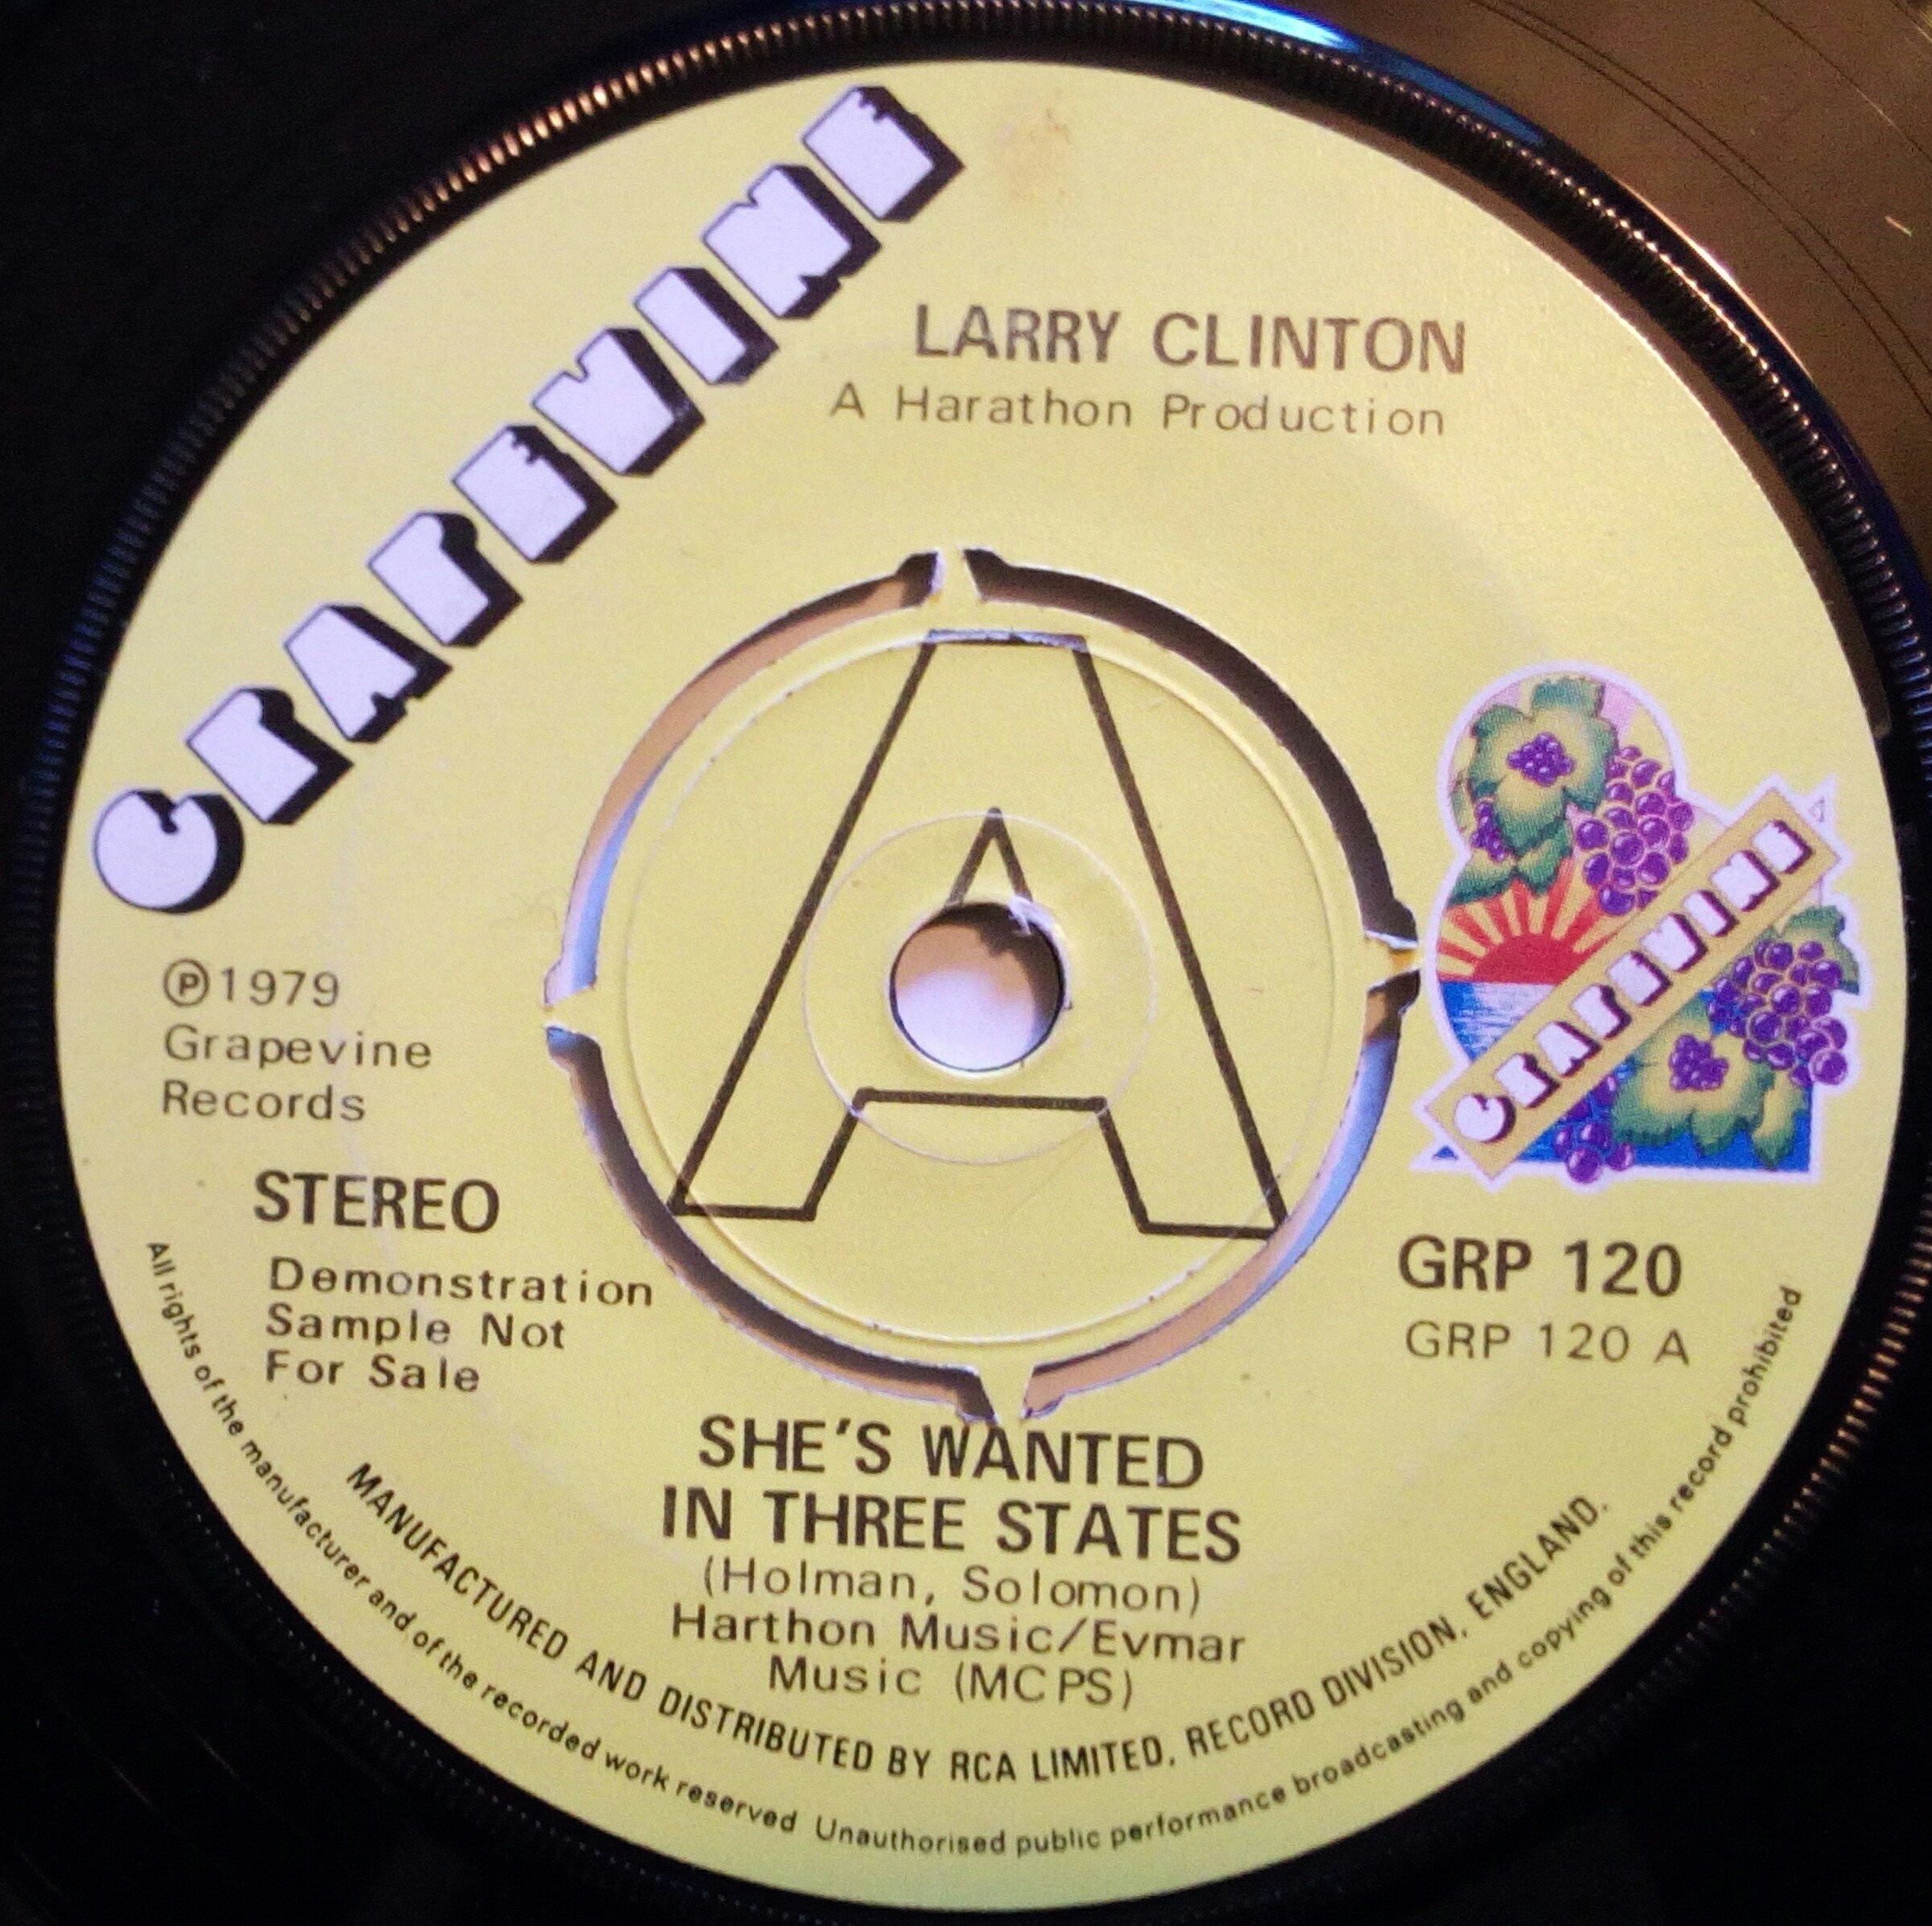 GRAPEVINE
LARRY CLINTON
A Harathon Production
A
GRAPEVINE
℗1979
Grapevine
Records
STEREO
Demonstration
Sample Not
For Sale
GRP 120
GRP 120 A
SHE'S WANTED
IN THREE STATES
(Holman, Solomon)
Harthon Music/Evmar
Music (MCPS)
MANUFACTURED AND DISTRIBUTED BY RCA LIMITED, RECORD DIVISION, ENGLAND.
All rights of the manufacturer and of the recorded work reserved Unauthorised public performance broadcasting and copying of this record prohibited